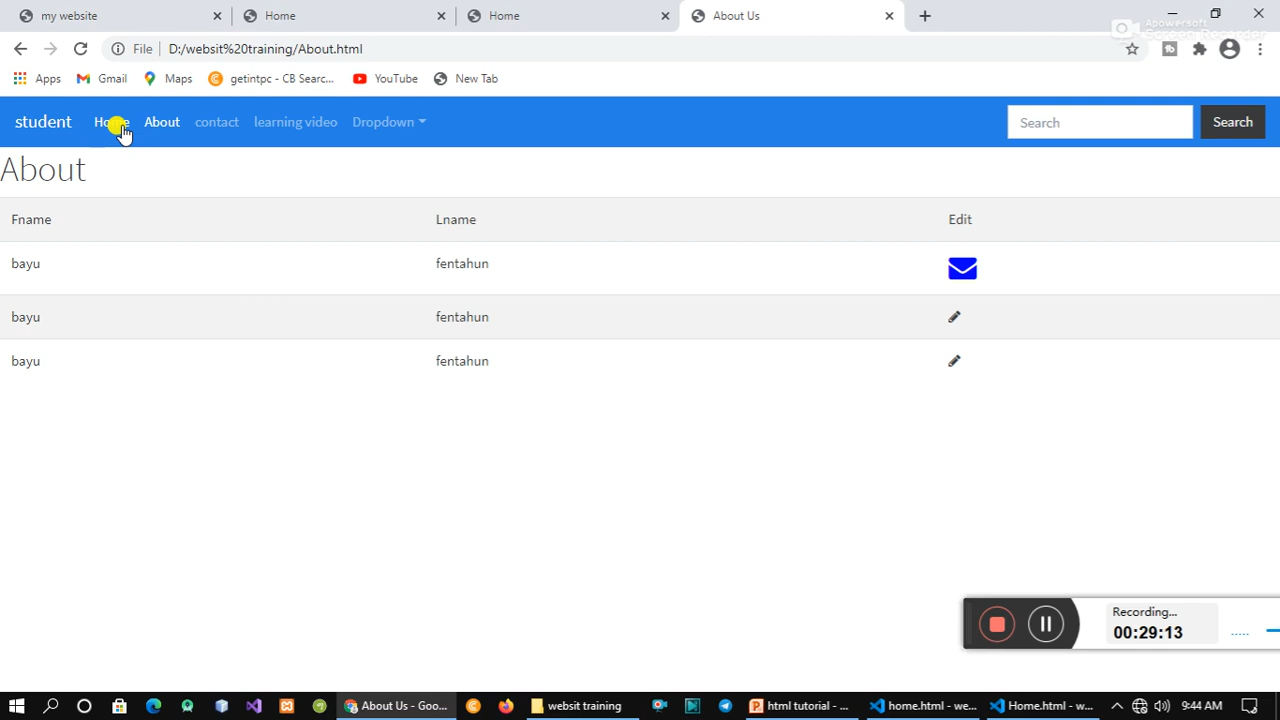 my website
Home
Home
About Us
File D:/websit%20training/About.html
Apowersoft
Screen Recorder
Apps Gmail Maps getintpc - CB Searc... YouTube New Tab
student Home About contact learning video Dropdown Search Search
About
Fname Lname Edit
bayu fentahun
bayu fentahun
bayu fentahun
Recording...
00:29:13
About Us - Goo... websit training html tutorial - ... home.html - we... Home.html - w... 9:44 AM